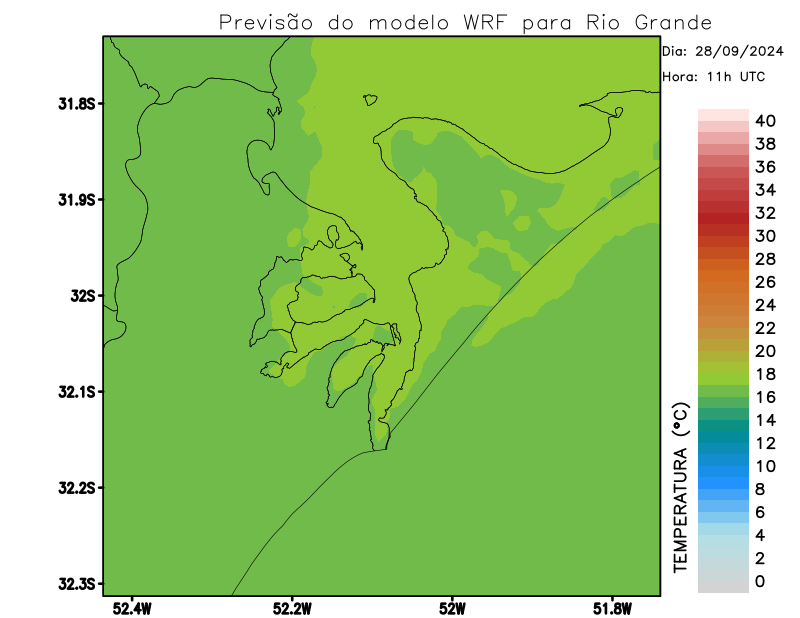 Previsão do modelo WRF para Rio Grande
Dia: 28/09/2024
Hora: 11h UTC
31.8S
31.9S
32S
32.1S
32.2S
32.3S
52.4W
52.2W
52W
51.8W
TEMPERATURA (°C)
40
38
36
34
32
30
28
26
24
22
20
18
16
14
12
10
8
6
4
2
0